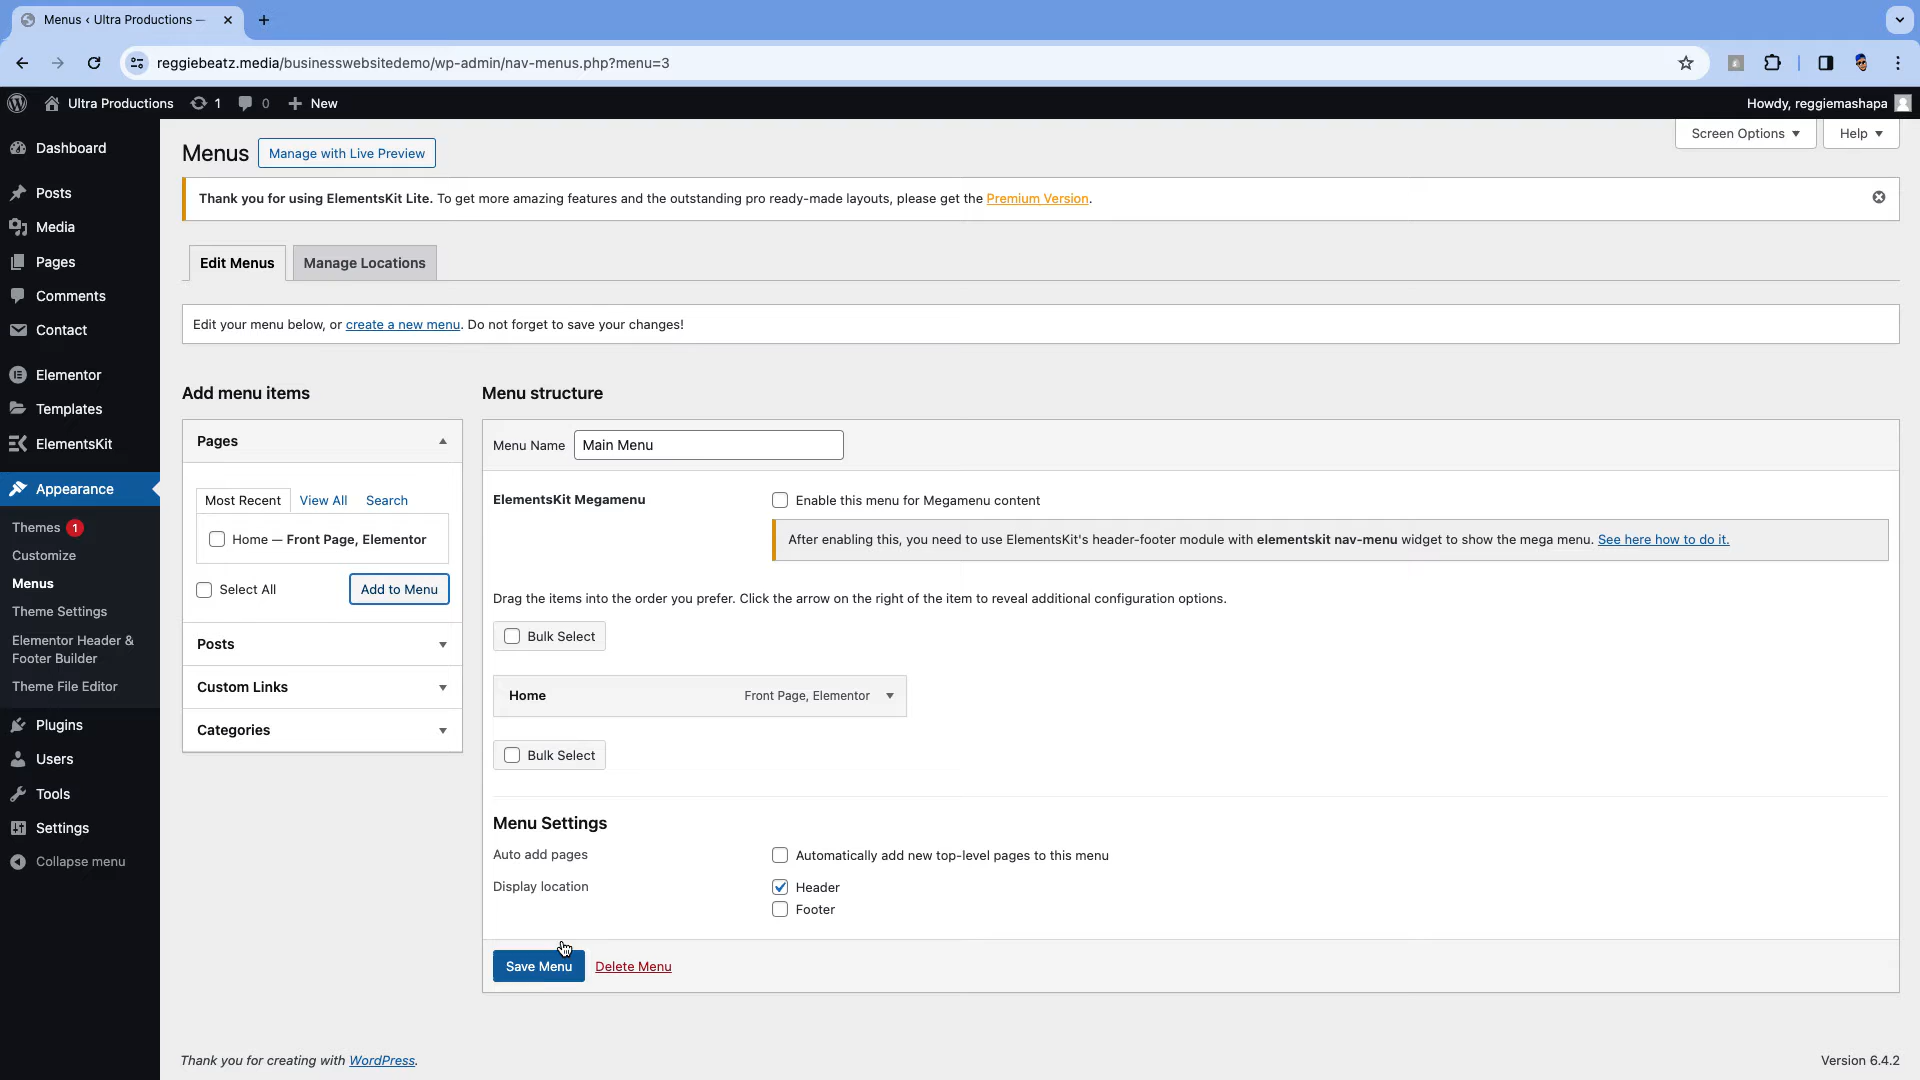 Menus ‹ Ultra Productions —
reggiebeatz.media/businesswebsitedemo/wp-admin/nav-menus.php?menu=3
Ultra Productions 1 0 New
Howdy, reggiemashapa
Screen Options Help
Dashboard
Posts
Media
Pages
Comments
Contact
Elementor
Templates
ElementsKit
Appearance
Themes 1
Customize
Menus
Theme Settings
Elementor Header &
Footer Builder
Theme File Editor
Plugins
Users
Tools
Settings
Collapse menu
Menus Manage with Live Preview
Thank you for using ElementsKit Lite. To get more amazing features and the outstanding pro ready-made layouts, please get the Premium Version.
Edit Menus Manage Locations
Edit your menu below, or create a new menu. Do not forget to save your changes!
Add menu items
Pages
Most Recent View All Search
Home — Front Page, Elementor
Select All Add to Menu
Posts
Custom Links
Categories
Menu structure
Menu Name Main Menu
ElementsKit Megamenu Enable this menu for Megamenu content
After enabling this, you need to use ElementsKit's header-footer module with elementskit nav-menu widget to show the mega menu. See here how to do it.
Drag the items into the order you prefer. Click the arrow on the right of the item to reveal additional configuration options.
Bulk Select
Home Front Page, Elementor
Bulk Select
Menu Settings
Auto add pages Automatically add new top-level pages to this menu
Display location Header
Footer
Save Menu Delete Menu
Thank you for creating with WordPress.
Version 6.4.2